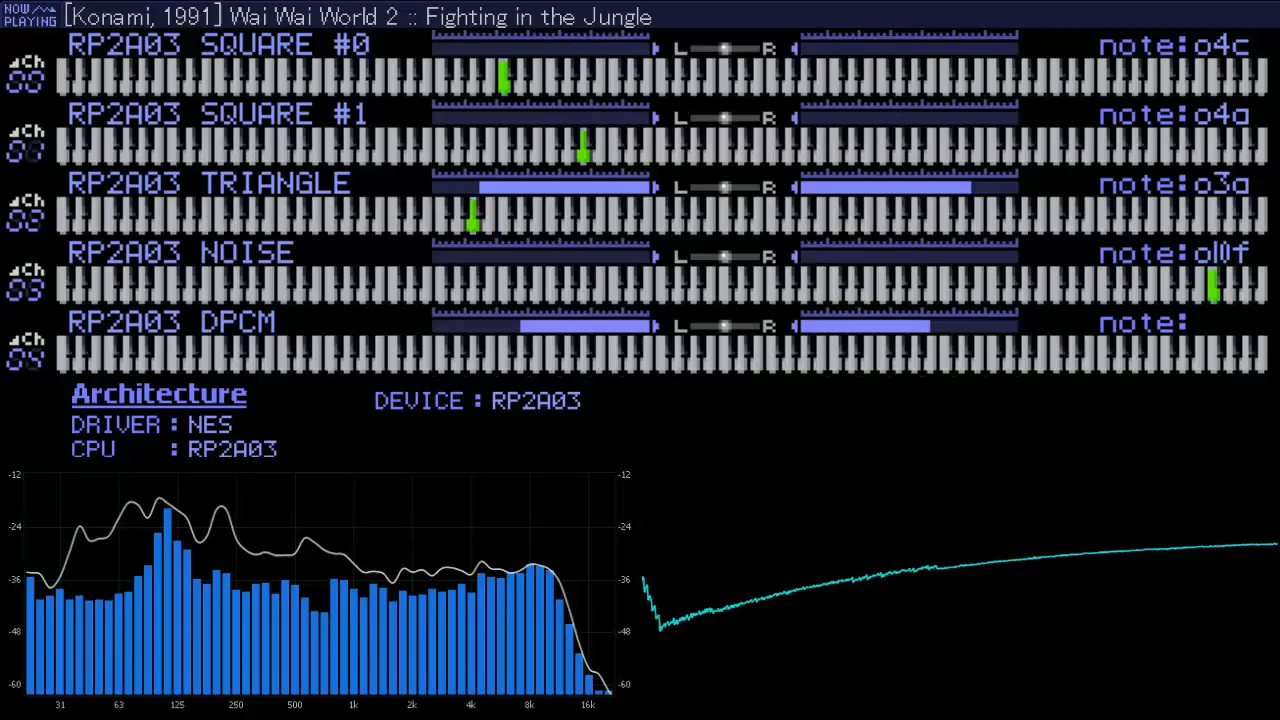 NOW PLAYING [Konami, 1991] Wai Wai World 2 :: Fighting in the Jungle
RP2A03 SQUARE #0 L R note:o4c
Ch 00
RP2A03 SQUARE #1 L R note:o4a
Ch 01
RP2A03 TRIANGLE L R note:o3a
Ch 02
RP2A03 NOISE L R
Ch 03
RP2A03 DPCM L R note:
Ch 04
Architecture
DEVICE : RP2A03
DRIVER : NES
CPU : RP2A03
-12 -12
-24 -24
-36 -36
-48 -48
-60 -60
31 63 125 250 500 1k 2k 4k 8k 16k